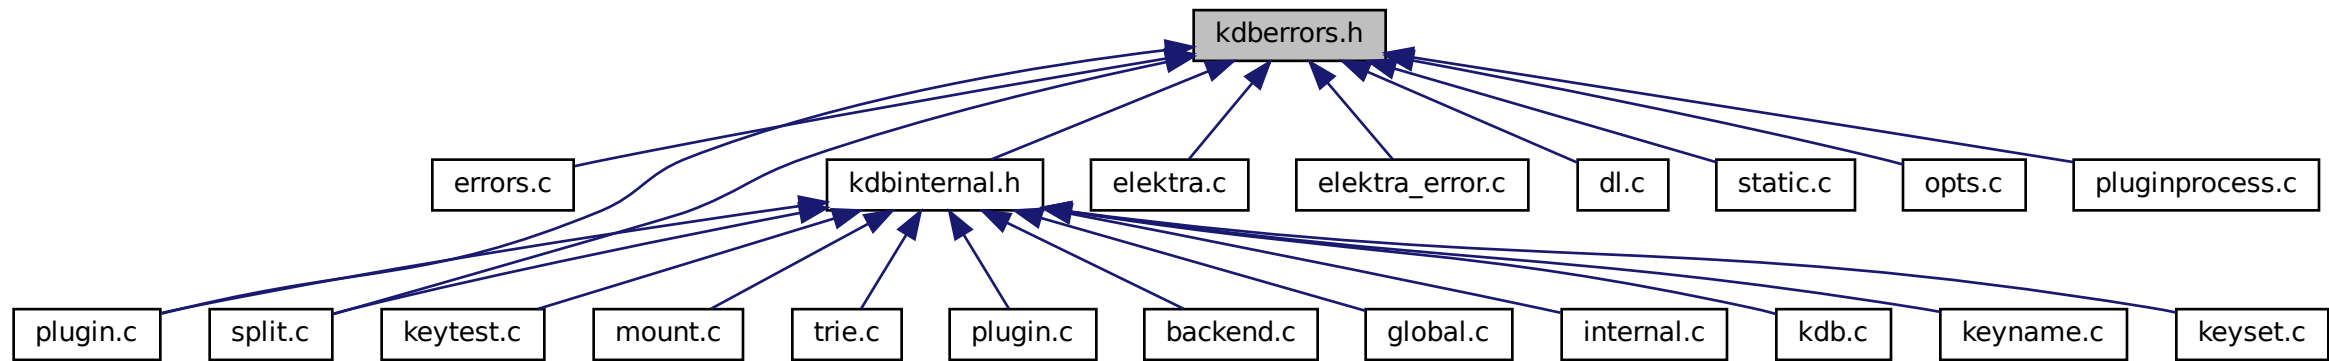 kdberrors.h
errors.c
kdbinternal.h
elektra.c
elektra_error.c
dl.c
static.c
opts.c
pluginprocess.c
plugin.c
split.c
keytest.c
mount.c
trie.c
plugin.c
backend.c
global.c
internal.c
kdb.c
keyname.c
keyset.c